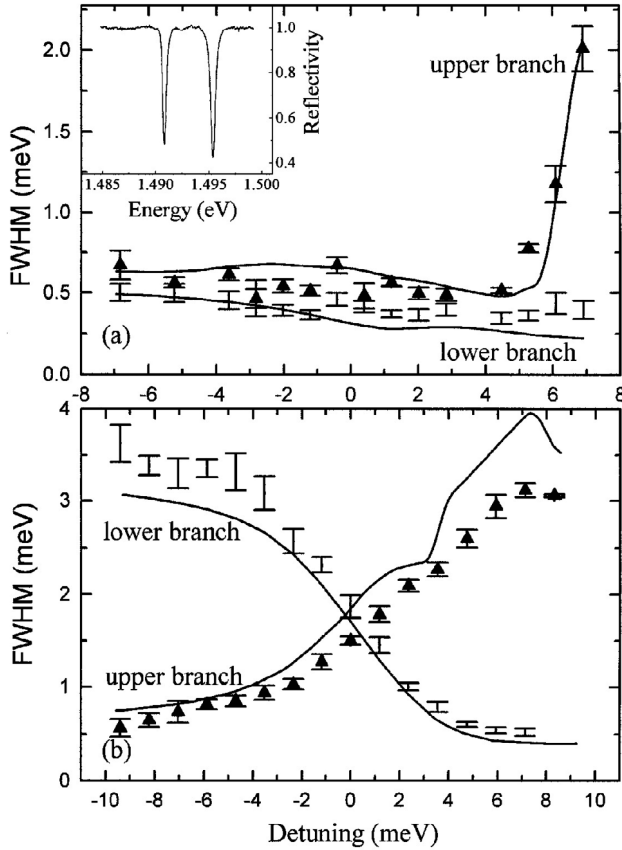 (a)
FWHM (meV)
2.0
1.5
1.0
0.5
0.0
1.0
0.8
0.6
0.4
Reflectivity
1.485 1.490 1.495 1.500
Energy (eV)
upper branch
lower branch
-8 -6 -4 -2 0 2 4 6 8
(b)
FWHM (meV)
4
3
2
1
0
lower branch
upper branch
-10 -8 -6 -4 -2 0 2 4 6 8 10
Detuning (meV)